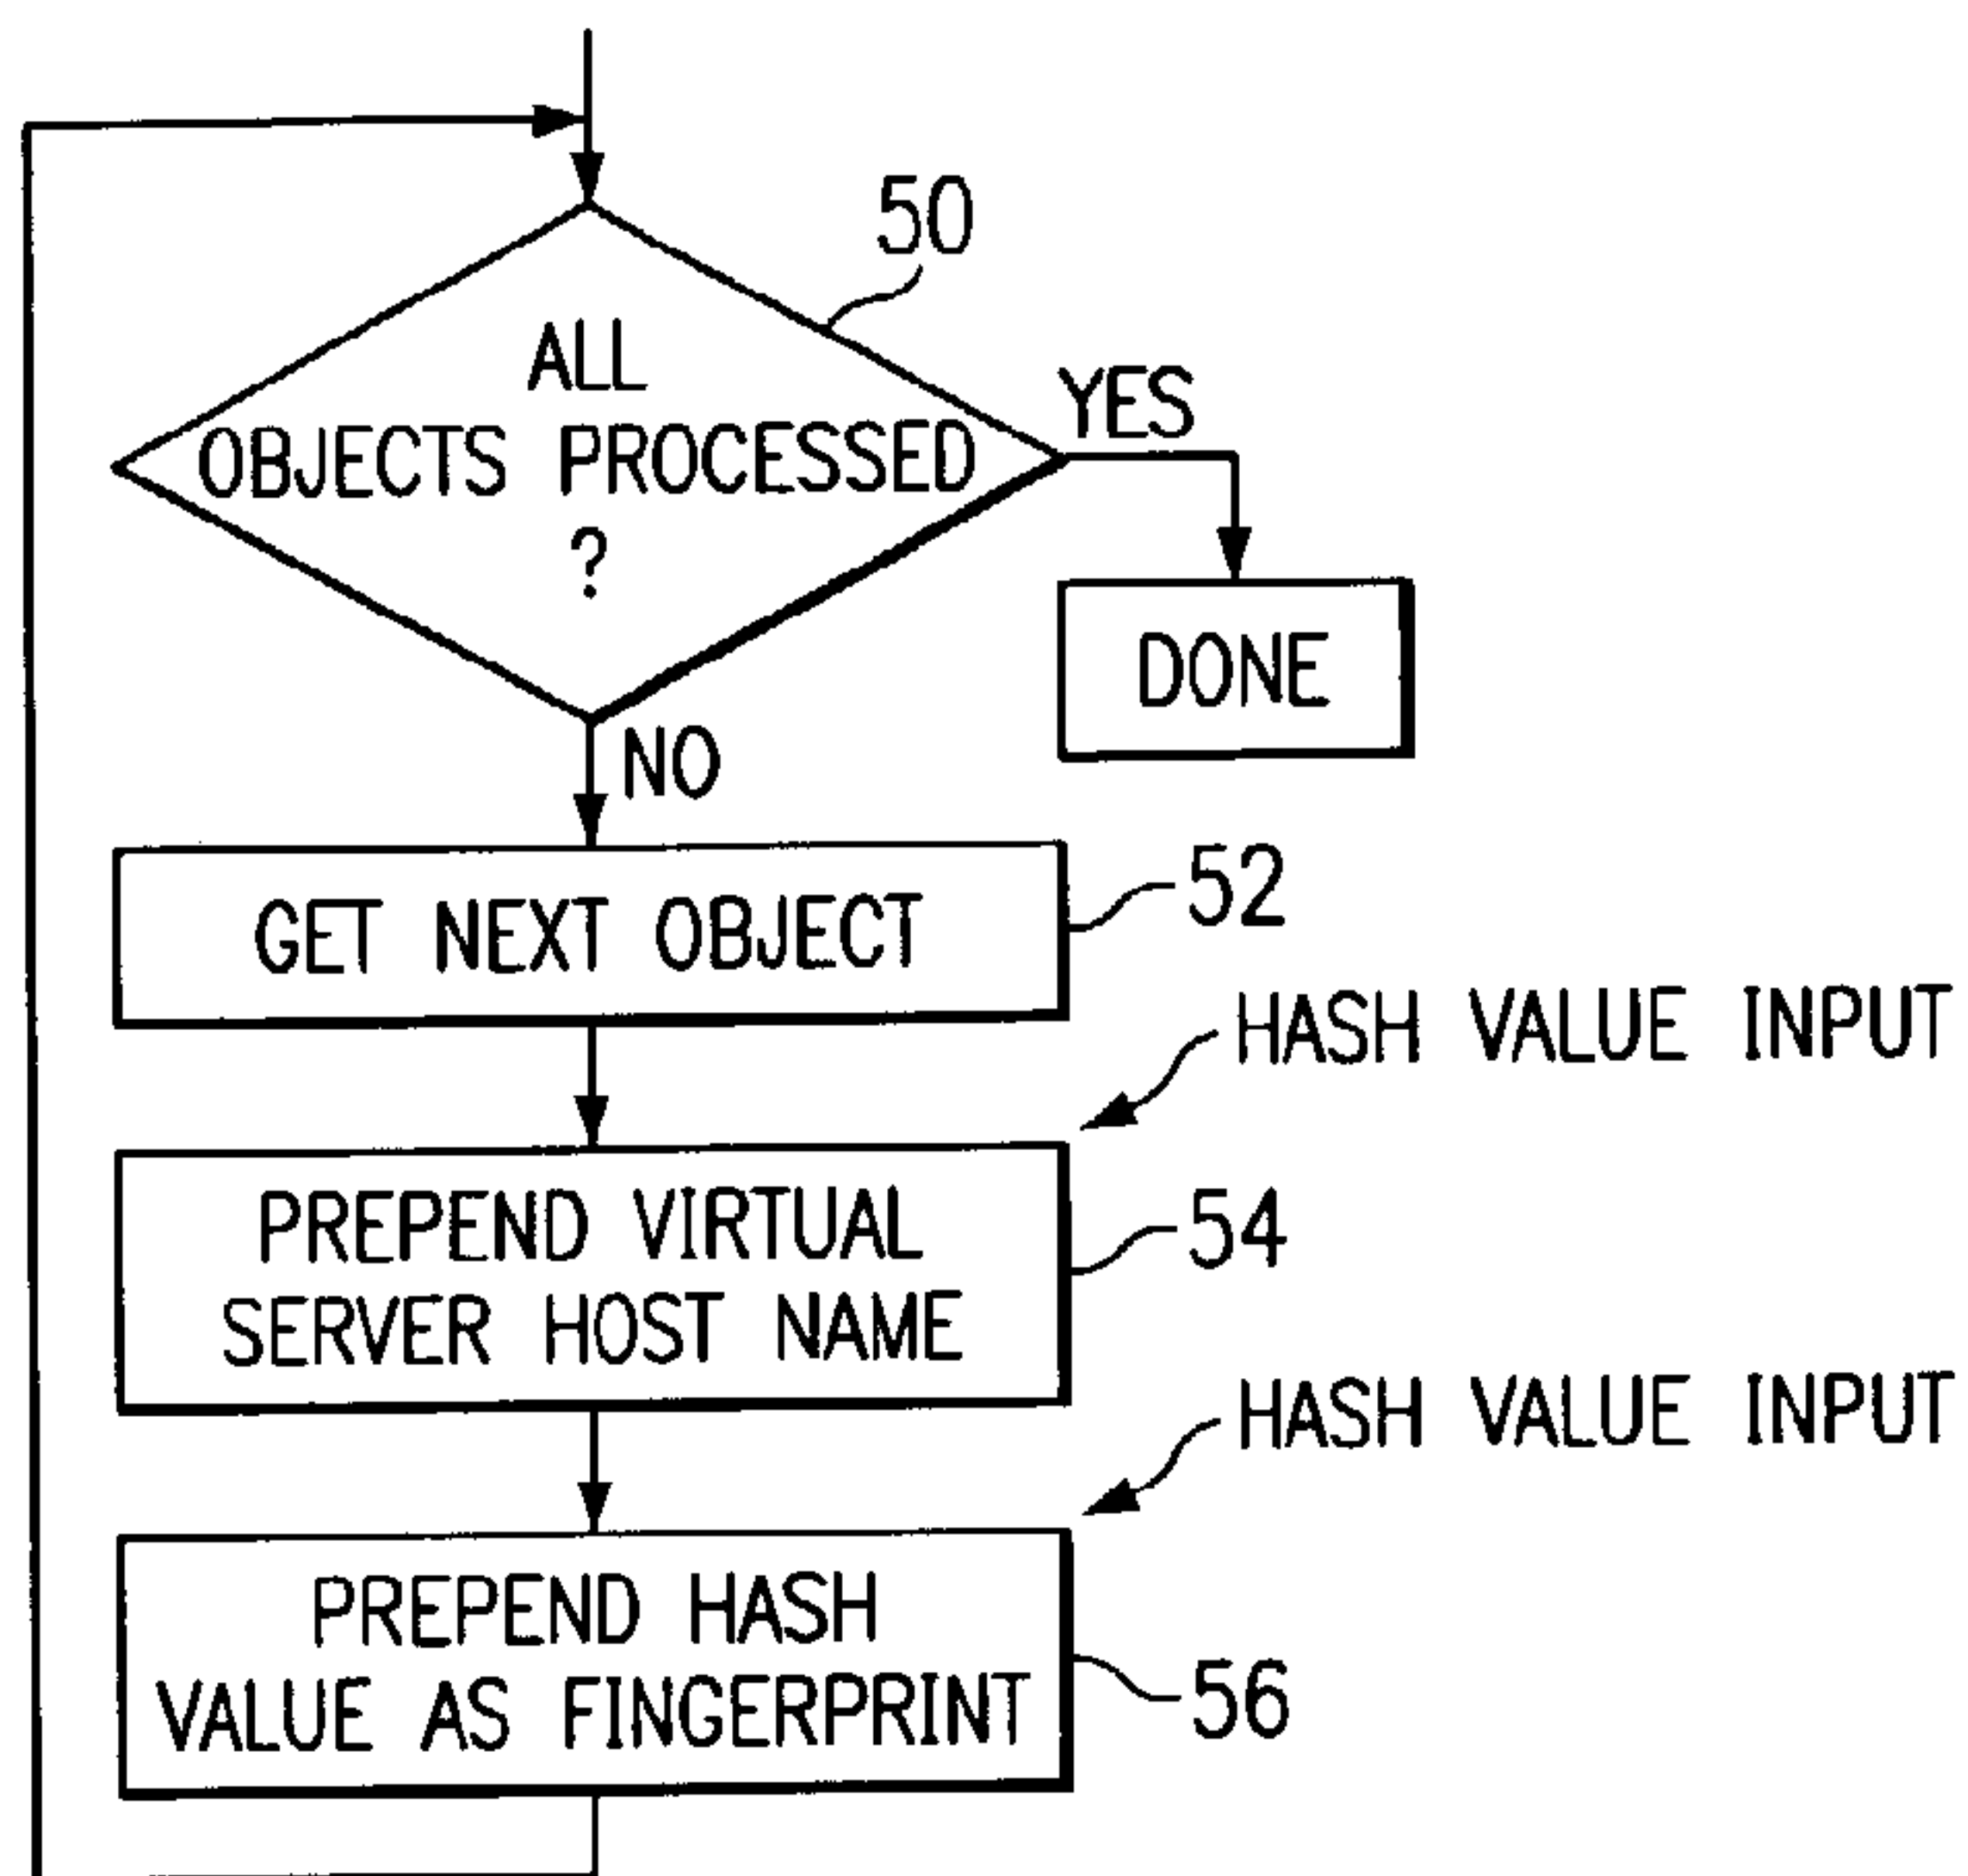 50
ALL
OBJECTS PROCESSED
?
YES
DONE
NO
GET NEXT OBJECT
52
HASH VALUE INPUT
PREPEND VIRTUAL
SERVER HOST NAME
54
HASH VALUE INPUT
PREPEND HASH
VALUE AS FINGERPRINT
56